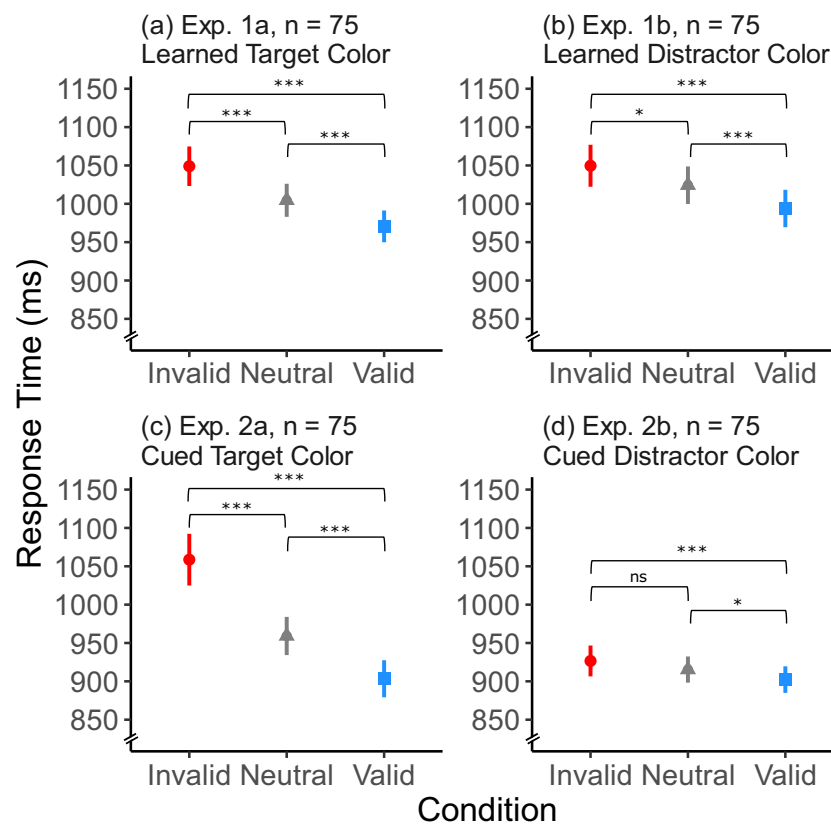 (a) Exp. 1a, n = 75
Learned Target Color
1150
1100
1050
1000
950
900
850
***
***
***
Invalid Neutral Valid
(b) Exp. 1b, n = 75
Learned Distractor Color
1150
1100
1050
1000
950
900
850
***
*
***
Invalid Neutral Valid
Response Time (ms)
(c) Exp. 2a, n = 75
Cued Target Color
1150
1100
1050
1000
950
900
850
***
***
***
Invalid Neutral Valid
(d) Exp. 2b, n = 75
Cued Distractor Color
1150
1100
1050
1000
950
900
850
***
ns
*
Invalid Neutral Valid
Condition